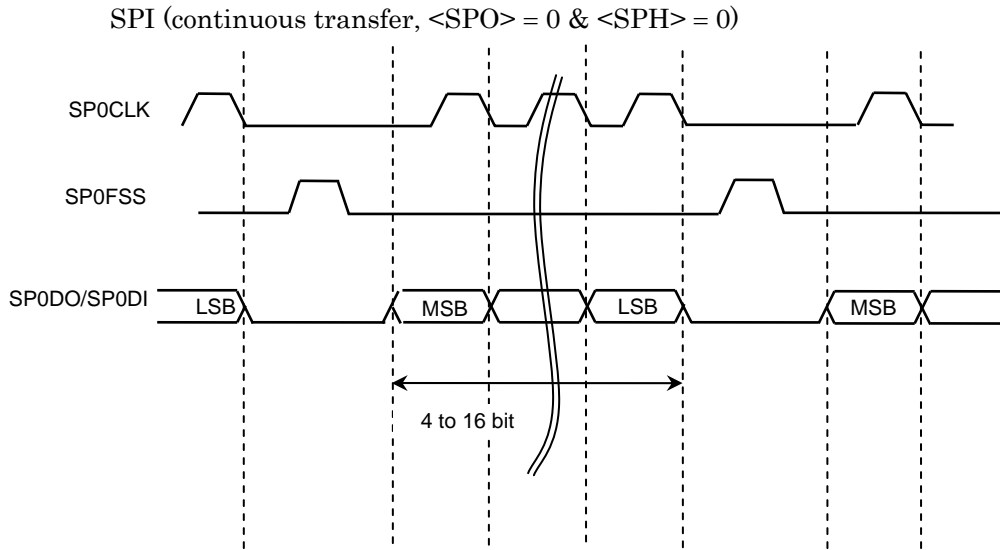 SPI (continuous transfer, <SPO> = 0 & <SPH> = 0)
SP0CLK
SP0FSS
SP0DO/SP0DI
LSB
MSB
LSB
MSB
4 to 16 bit